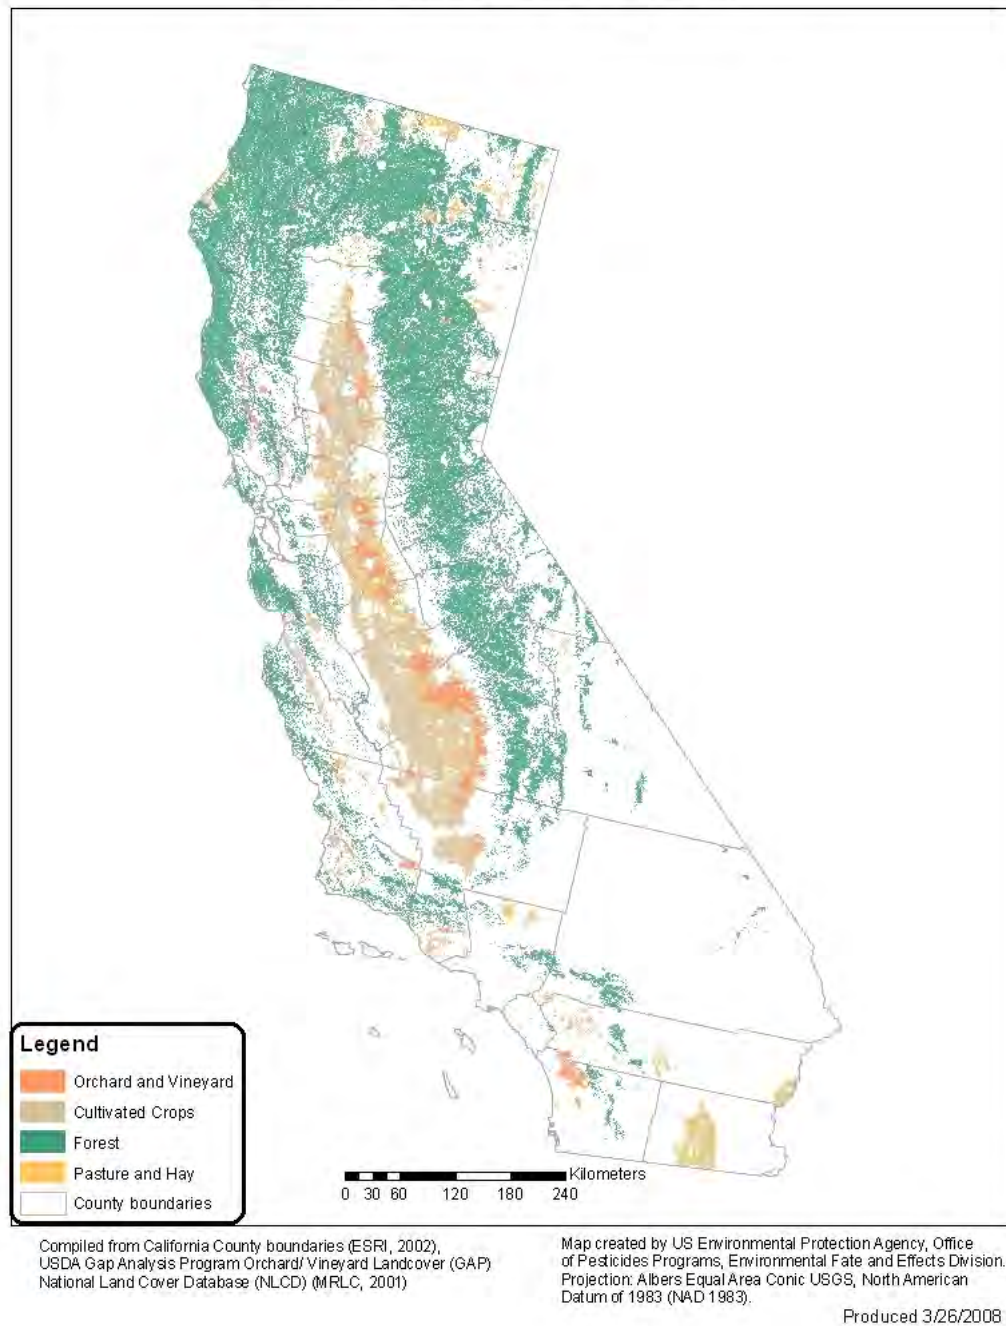 Legend
Orchard and Vineyard
Cultivated Crops
Forest
Pasture and Hay
County boundaries
Kilometers
0 30 60 120 180 240
Compiled from California County boundaries (ESRI, 2002),
USDA Gap Analysis Program Orchard/ Vineyard Landcover (GAP)
National Land Cover Database (NLCD) (MRLC, 2001)
Map created by US Environmental Protection Agency, Office
of Pesticides Programs, Environmental Fate and Effects Division.
Projection: Albers Equal Area Conic USGS, North American
Datum of 1983 (NAD 1983).
Produced 3/26/2008